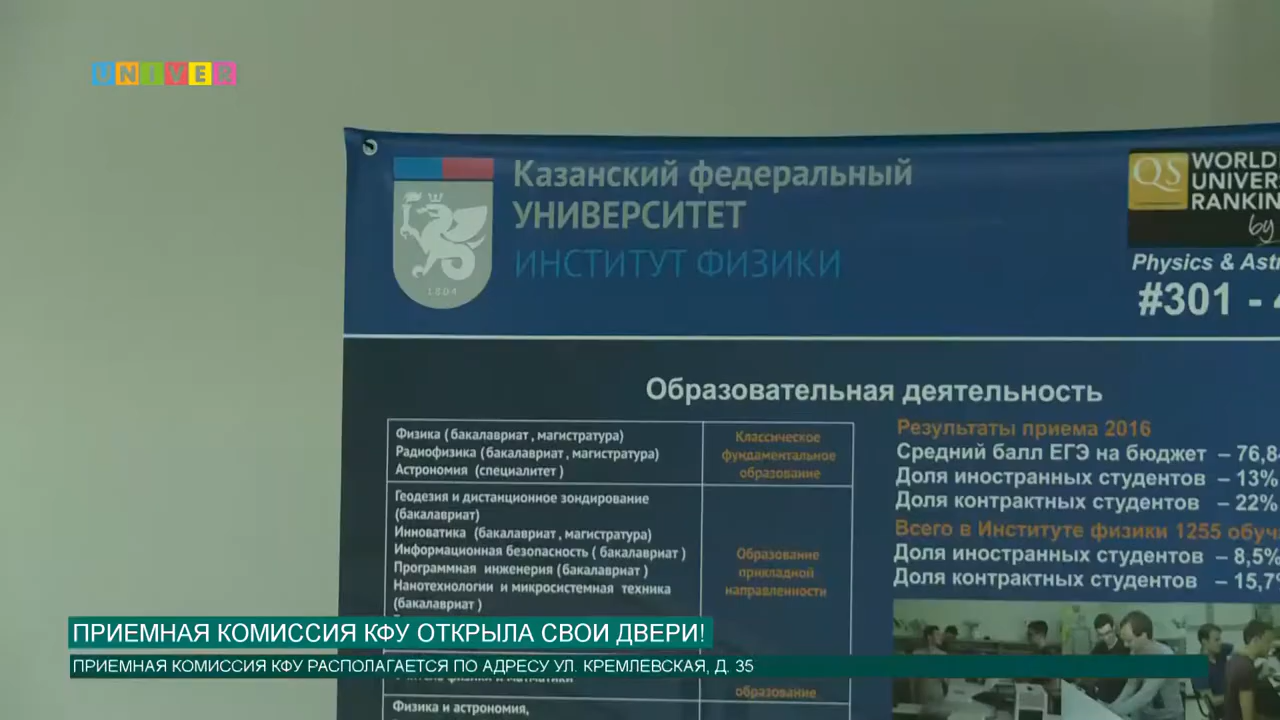 UNIVER
Казанский федеральный
УНИВЕРСИТЕТ
ИНСТИТУТ ФИЗИКИ
1804
QS
WORLD
UNIVERS
RANKIN
by
Physics & Ast
#301 -
Образовательная деятельность
Физика ( бакалавриат , магистратура)
Радиофизика ( бакалавриат , магистратура)
Астрономия (специалитет )
Классическое
фундаментальное
образование
Геодезия и дистанционное зондирование
(бакалавриат)
Инноватика (бакалавриат , магистратура)
Информационная безопасность ( бакалавриат )
Программная инженерия (бакалавриат )
Нанотехнологии и микросистемная техника
(бакалавриат )
Образование
прикладной
направленности
образование
Физика и астрономия,
Результаты приема 2016
Средний балл ЕГЭ на бюджет – 76,8
Доля иностранных студентов – 13%
Доля контрактных студентов – 22%
Всего в Институте физики 1255 обуч
Доля иностранных студентов – 8,5%
Доля контрактных студентов – 15,7
ПРИЕМНАЯ КОМИССИЯ КФУ ОТКРЫЛА СВОИ ДВЕРИ!
ПРИЕМНАЯ КОМИССИЯ КФУ РАСПОЛАГАЕТСЯ ПО АДРЕСУ УЛ. КРЕМЛЕВСКАЯ, Д. 35